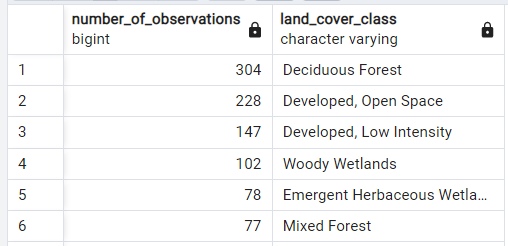 number_of_observations land_cover_class
bigint character varying
1 304 Deciduous Forest
2 228 Developed, Open Space
3 147 Developed, Low Intensity
4 102 Woody Wetlands
5 78 Emergent Herbaceous Wetla...
6 77 Mixed Forest